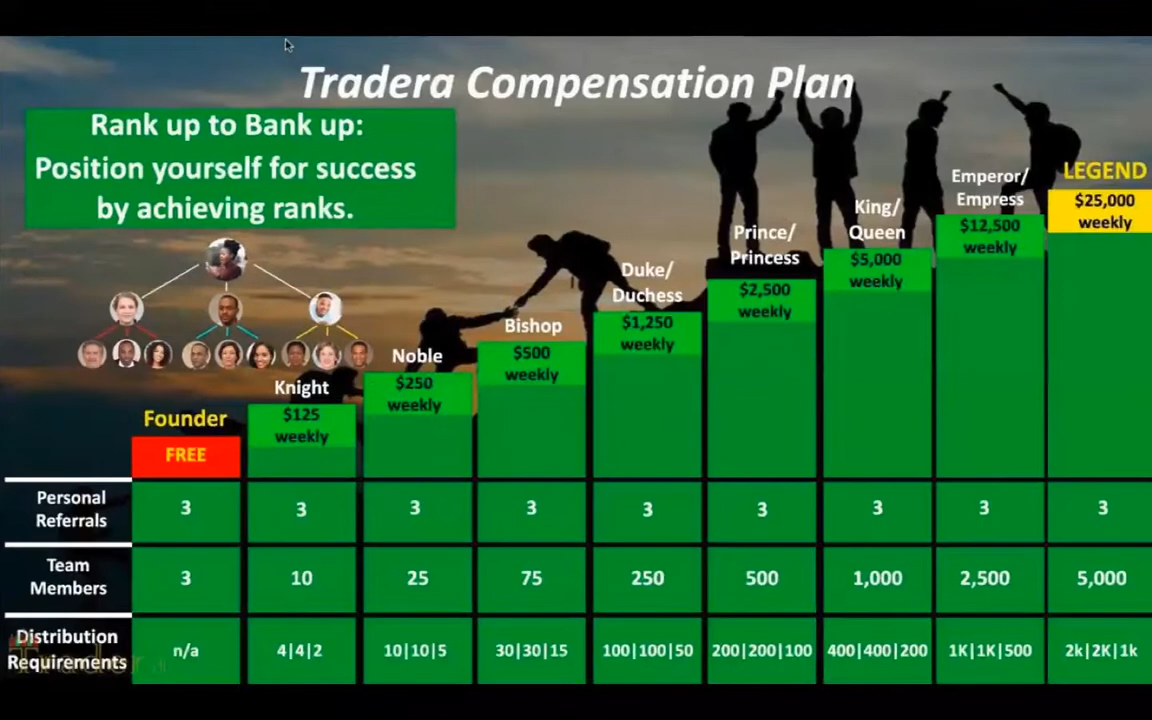 Tradera Compensation Plan
Rank up to Bank up:
Position yourself for success
by achieving ranks.
LEGEND
$25,000
weekly
Emperor/
Empress
$12,500
weekly
King/
Queen
$5,000
weekly
Prince/
Princess
$2,500
weekly
Duke/
Duchess
$1,250
weekly
Bishop
$500
weekly
Noble
$250
weekly
Knight
$125
weekly
Founder
FREE
Personal
Referrals
3 3 3 3 3 3 3 3 3
Team
Members
3 10 25 75 250 500 1,000 2,500 5,000
Distribution
Requirements
n/a 4|4|2 10|10|5 30|30|15 100|100|50 200|200|100 400|400|200 1K|1K|500 2k|2K|1k